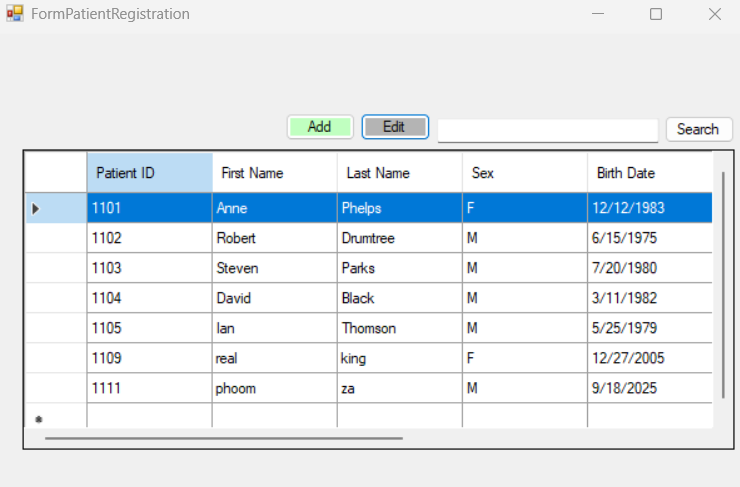 FormPatientRegistration
Add Edit Search
Patient ID First Name Last Name Sex Birth Date
1101 Anne Phelps F 12/12/1983
1102 Robert Drumtree M 6/15/1975
1103 Steven Parks M 7/20/1980
1104 David Black M 3/11/1982
1105 Ian Thomson M 5/25/1979
1109 real king F 12/27/2005
1111 phoom za M 9/18/2025